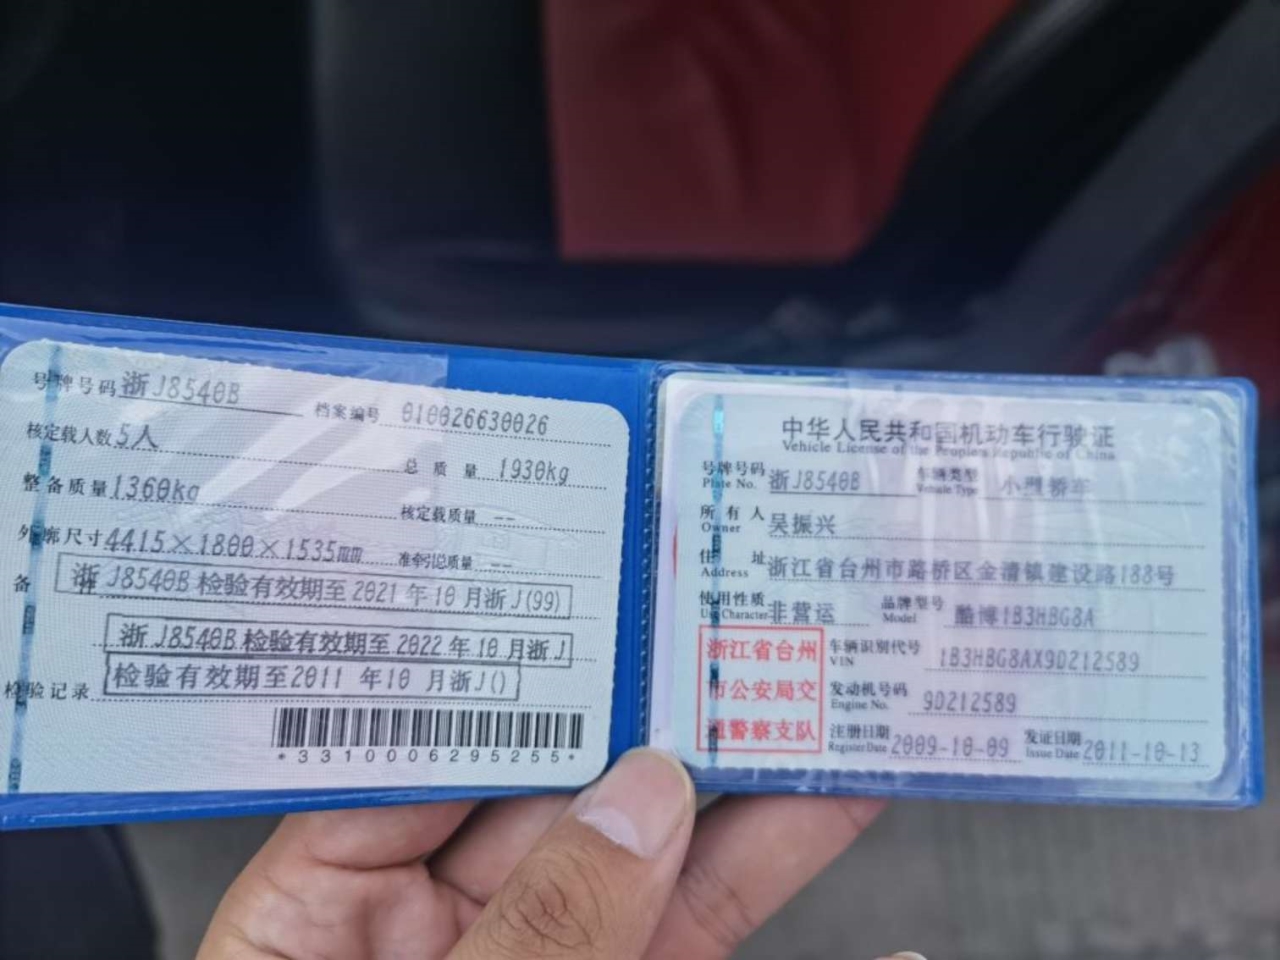 号牌号码 浙J8540B 档案编号 010026630026
核定载人数 5人 总质量 1930kg
整备质量 1360kg 核定载质量 --
外廓尺寸 4415×1800×1535mm 准牵引总质量 --
备 注 浙J8540B检验有效期至2021年10月浙J(99)
浙J8540B检验有效期至2022年10月浙J
检验记录 检验有效期至2011 年10 月浙J()
*3310006295255*
中华人民共和国机动车行驶证
Vehicle License of the People's Republic of China
号牌号码 浙J8540B 车辆类型 小型轿车
Plate No. Vehicle Type
所有人 吴振兴
Owner
住 址 浙江省台州市路桥区金清镇建设路188号
Address
使用性质 非营运 品牌型号 酷博1B3HBG8A
Use Character Model
浙江省台州
市公安局交
通警察支队
车辆识别代号 1B3HBG8AX9D212589
VIN
发动机号码 9D212589
Engine No.
注册日期 2009-10-09 发证日期 2011-10-13
Register Date Issue Date